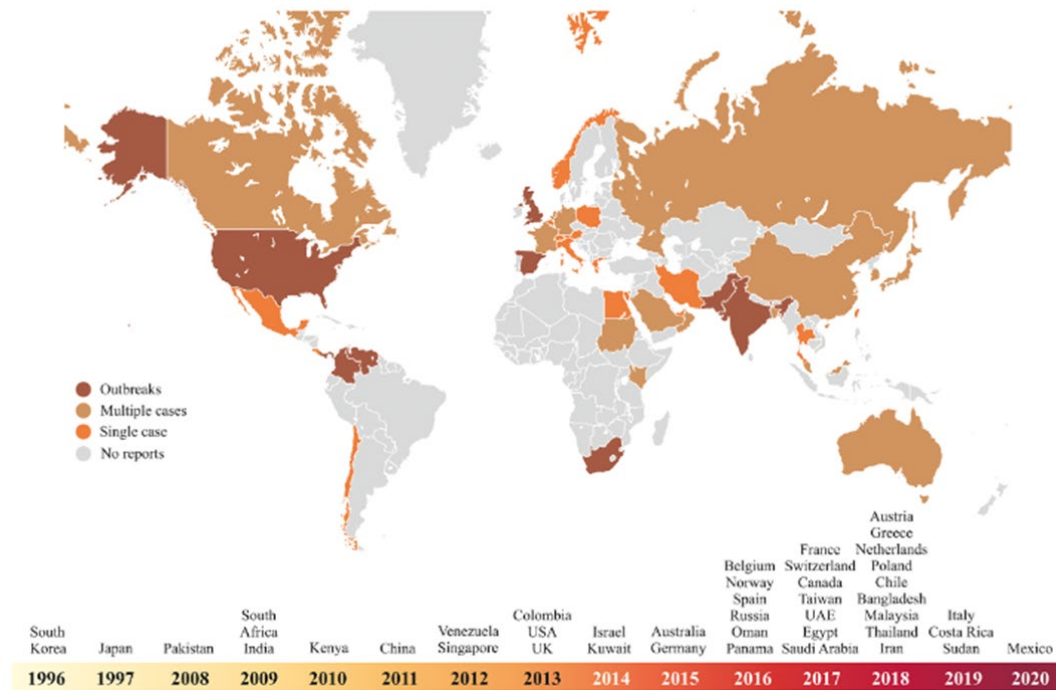 Outbreaks
Multiple cases
Single case
No reports
South
Korea
Japan
Pakistan
South
Africa
India
Kenya
China
Venezuela
Singapore
Colombia
USA
UK
Israel
Kuwait
Australia
Germany
Belgium
Norway
Spain
Russia
Oman
Panama
France
Switzerland
Canada
Taiwan
UAE
Egypt
Saudi Arabia
Austria
Greece
Netherlands
Poland
Chile
Bangladesh
Malaysia
Thailand
Iran
Italy
Costa Rica
Sudan
Mexico
1996 1997 2008 2009 2010 2011 2012 2013 2014 2015 2016 2017 2018 2019 2020